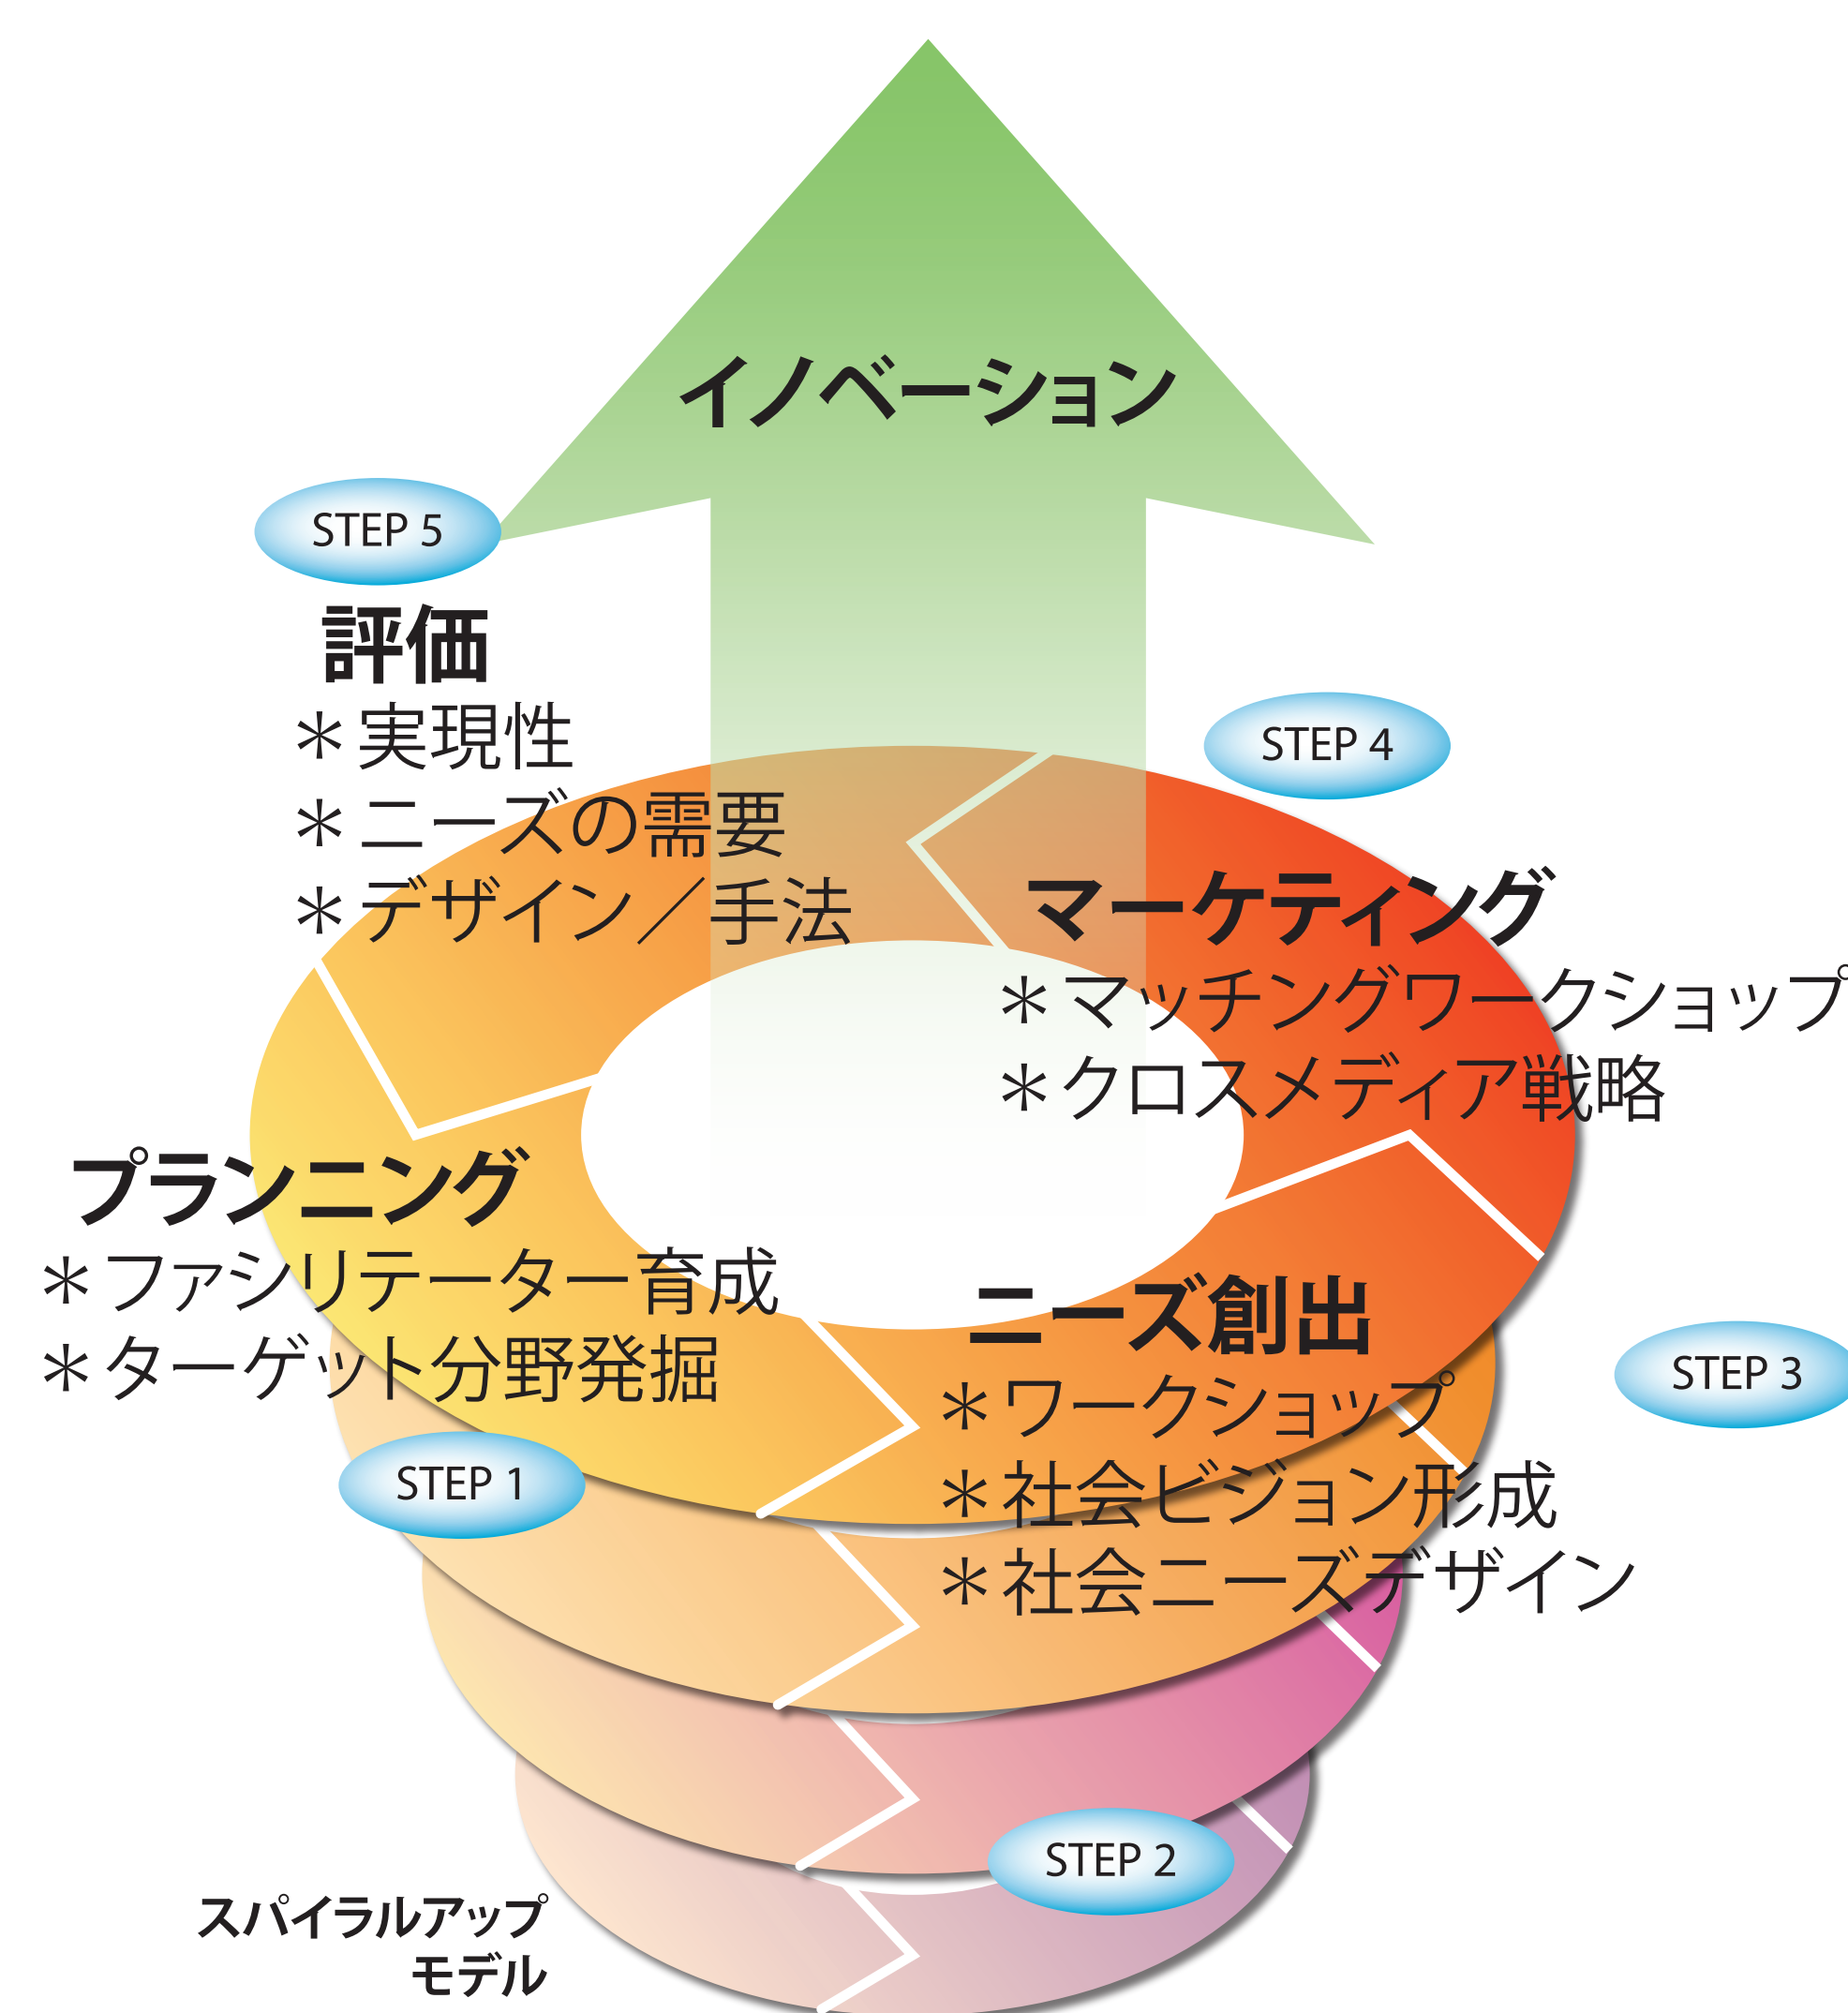 イノベーション
STEP 5
評価
＊実現性
＊ニーズの需要
＊デザイン／手法
STEP 4
マーケティング
＊マッチングワークショップ
＊クロスメディア戦略
プランニング
＊ファシリテーター育成
＊ターゲット分野発掘
STEP 1
ニーズ創出
＊ワークショップ
＊社会ビジョン形成
＊社会ニーズデザイン
STEP 3
STEP 2
スパイラルアップ
モデル